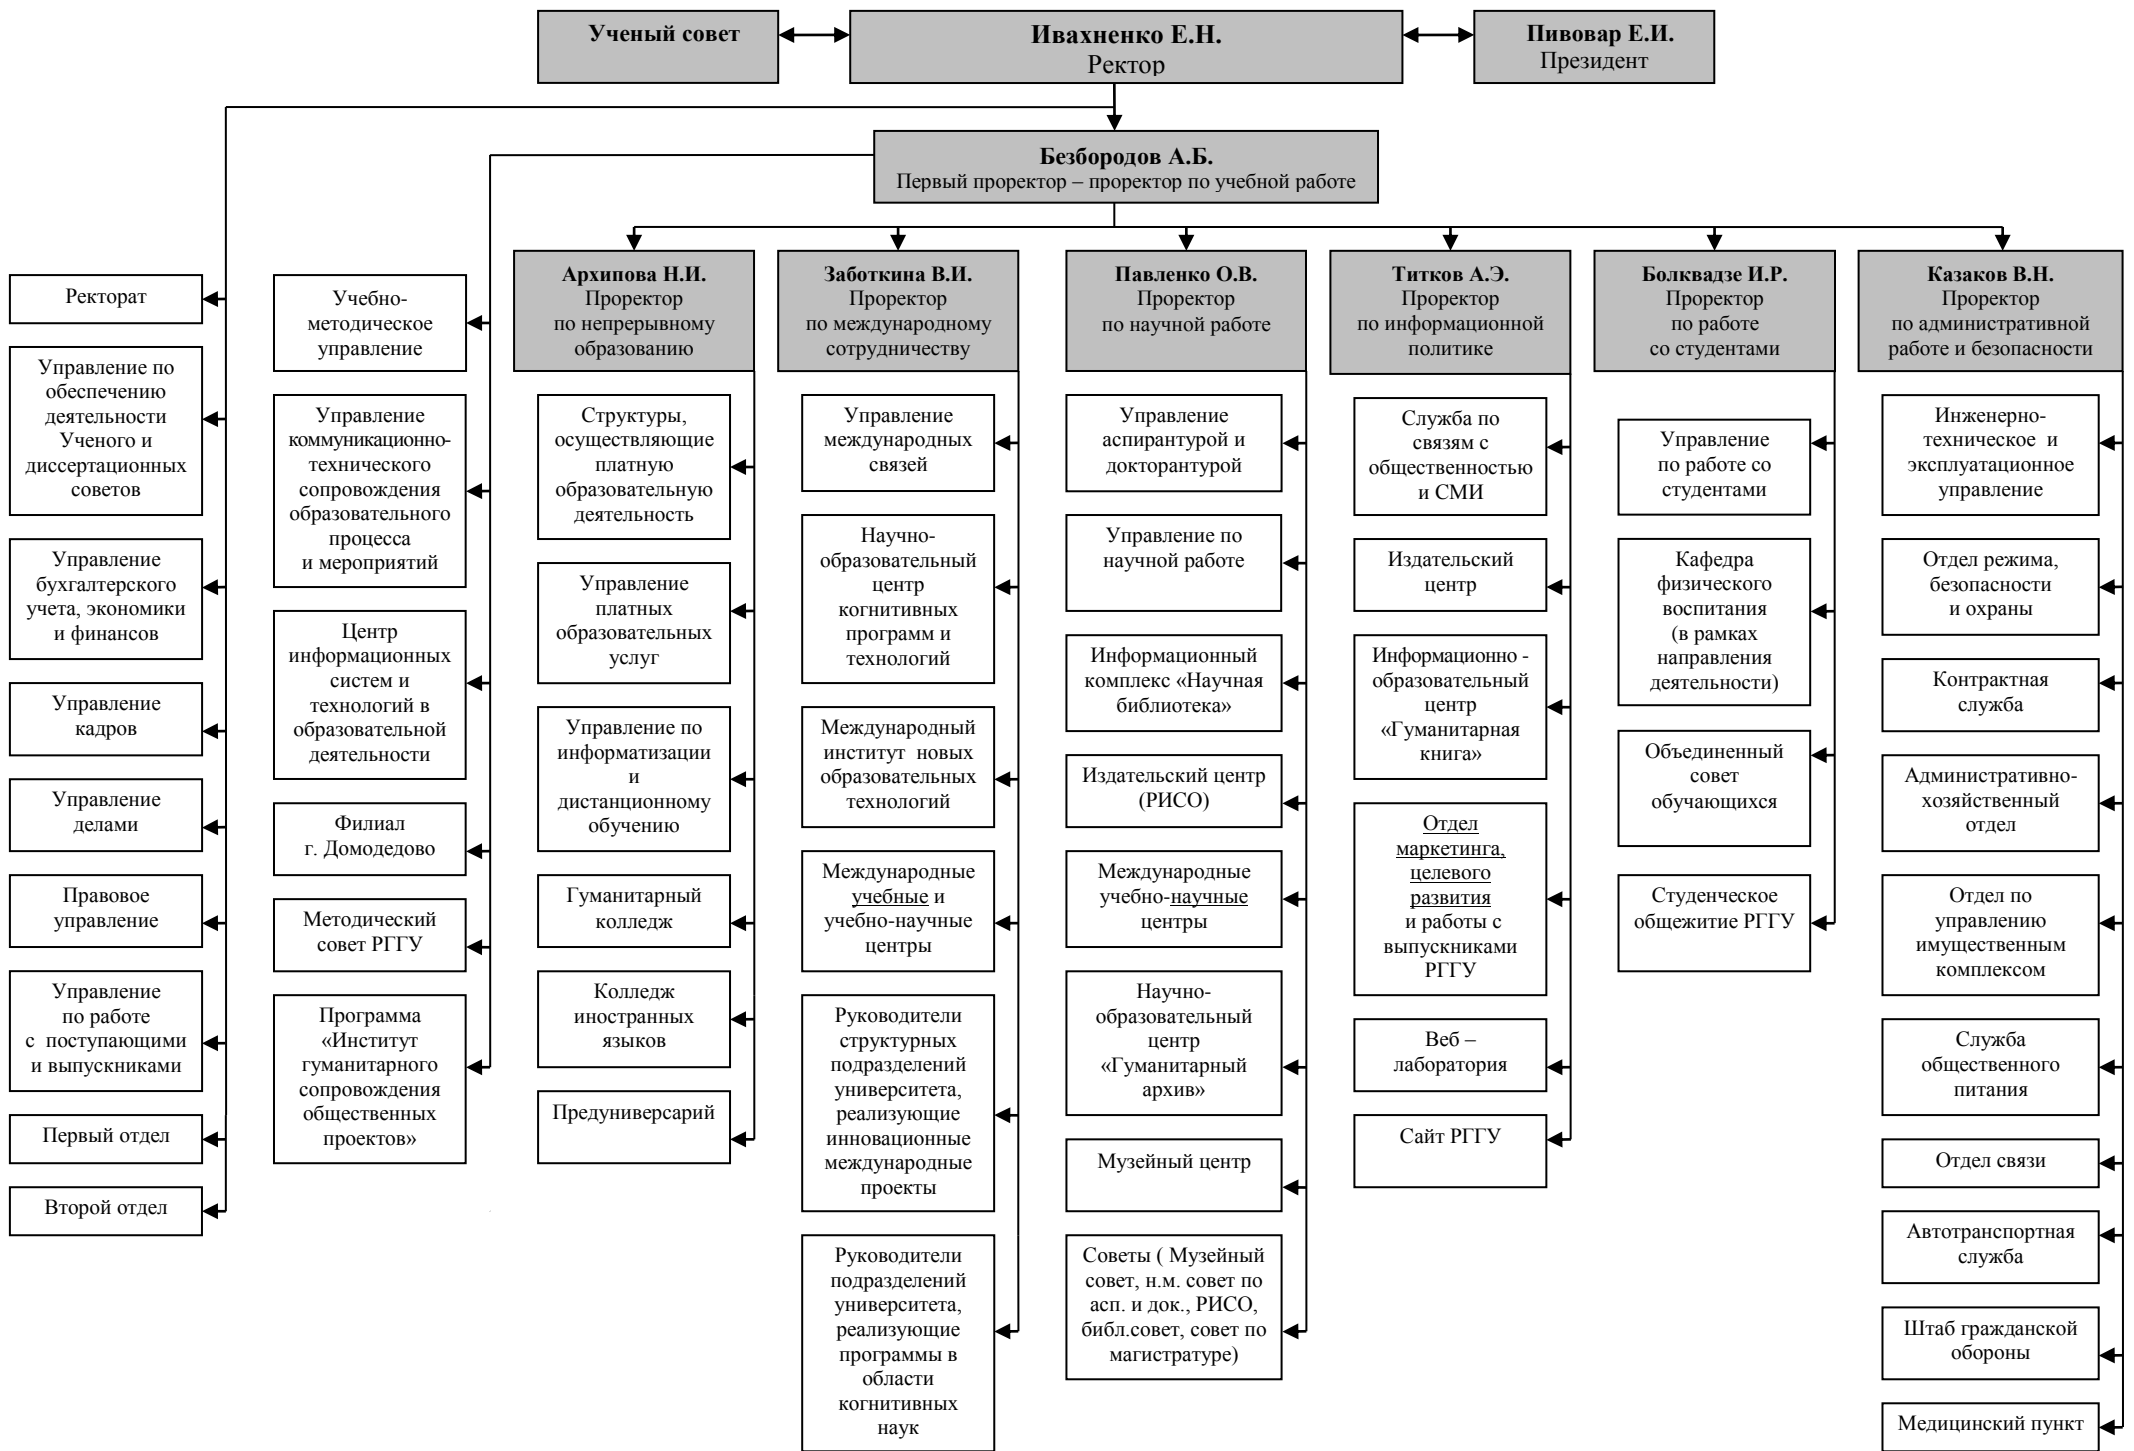 Ученый совет
Ивахненко Е.Н.
Ректор
Пивовар Е.И.
Президент
Безбородов А.Б.
Первый проректор – проректор по учебной работе
Ректорат
Управление по
обеспечению
деятельности
Ученого и
диссертационных
советов
Управление
бухгалтерского
учета, экономики
и финансов
Управление
кадров
Управление
делами
Правовое
управление
Управление
по работе
с поступающими
и выпускниками
Первый отдел
Второй отдел
Учебно-
методическое
управление
Управление
коммуникационно-
технического
сопровождения
образовательного
процесса
и мероприятий
Центр
информационных
систем и
технологий в
образовательной
деятельности
Филиал
г. Домодедово
Методический
совет РГГУ
Программа
«Институт
гуманитарного
сопровождения
общественных
проектов»
Архипова Н.И.
Проректор
по непрерывному
образованию
Структуры,
осуществляющие
платную
образовательную
деятельность
Управление
платных
образовательных
услуг
Управление по
информатизации
и
дистанционному
обучению
Гуманитарный
колледж
Колледж
иностранных
языков
Предуниверсарий
Заботкина В.И.
Проректор
по международному
сотрудничеству
Управление
международных
связей
Научно-
образовательный
центр
когнитивных
программ и
технологий
Международный
институт новых
образовательных
технологий
Международные
учебные и
учебно-научные
центры
Руководители
структурных
подразделений
университета,
реализующие
инновационные
международные
проекты
Руководители
подразделений
университета,
реализующие
программы в
области
когнитивных
наук
Павленко О.В.
Проректор
по научной работе
Управление
аспирантурой и
докторантурой
Управление по
научной работе
Информационный
комплекс «Научная
библиотека»
Издательский центр
(РИСО)
Международные
учебно-научные
центры
Научно-
образовательный
центр
«Гуманитарный
архив»
Музейный центр
Советы ( Музейный
совет, н.м. совет по
асп. и док., РИСО,
библ.совет, совет по
магистратуре)
Титков А.Э.
Проректор
по информационной
политике
Служба по
связям с
общественностью
и СМИ
Издательский
центр
Информационно -
образовательный
центр
«Гуманитарная
книга»
Отдел
маркетинга,
целевого
развития
и работы с
выпускниками
РГГУ
Веб –
лаборатория
Сайт РГГУ
Болквадзе И.Р.
Проректор
по работе
со студентами
Управление
по работе со
студентами
Кафедра
физического
воспитания
(в рамках
направления
деятельности)
Объединенный
совет
обучающихся
Студенческое
общежитие РГГУ
Казаков В.Н.
Проректор
по административной
работе и безопасности
Инженерно-
техническое и
эксплуатационное
управление
Отдел режима,
безопасности
и охраны
Контрактная
служба
Административно-
хозяйственный
отдел
Отдел по
управлению
имущественным
комплексом
Служба
общественного
питания
Отдел связи
Автотранспортная
служба
Штаб гражданской
обороны
Медицинский пункт